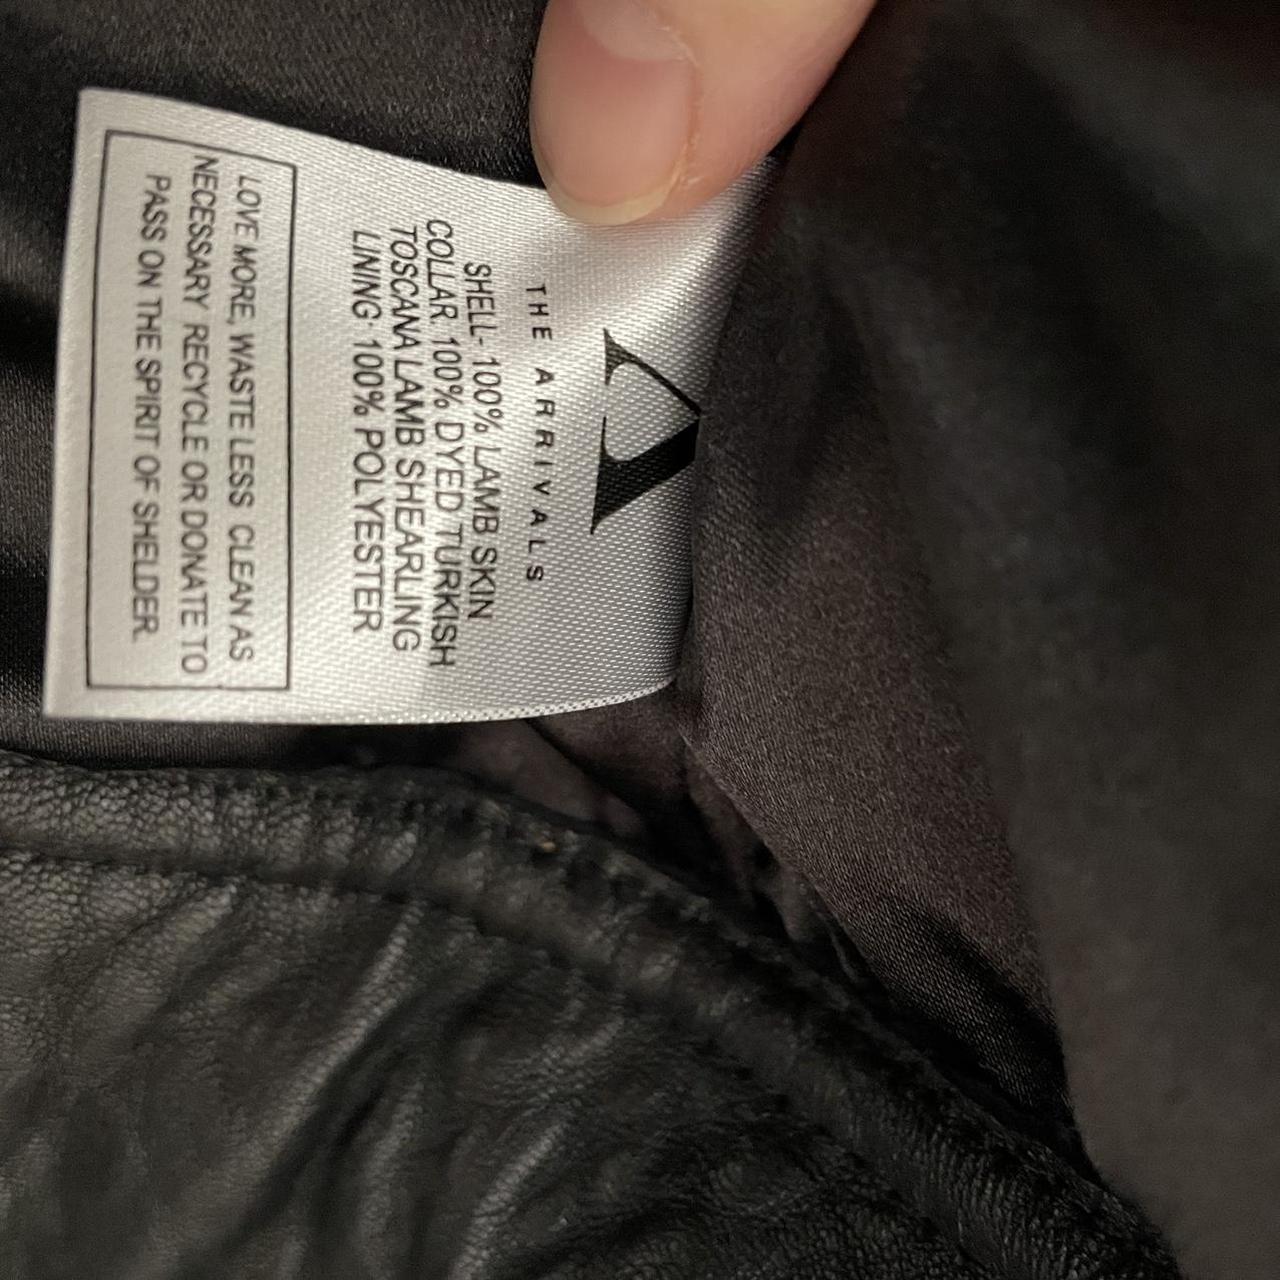 THE ARRIVALS
SHELL- 100% LAMB SKIN
COLLAR. 100% DYED TURKISH
TOSCANA LAMB SHEARLING
LINING· 100% POLYESTER
LOVE MORE, WASTE LESS CLEAN AS
NECESSARY RECYCLE OR DONATE TO
PASS ON THE SPIRIT OF SHELDER.